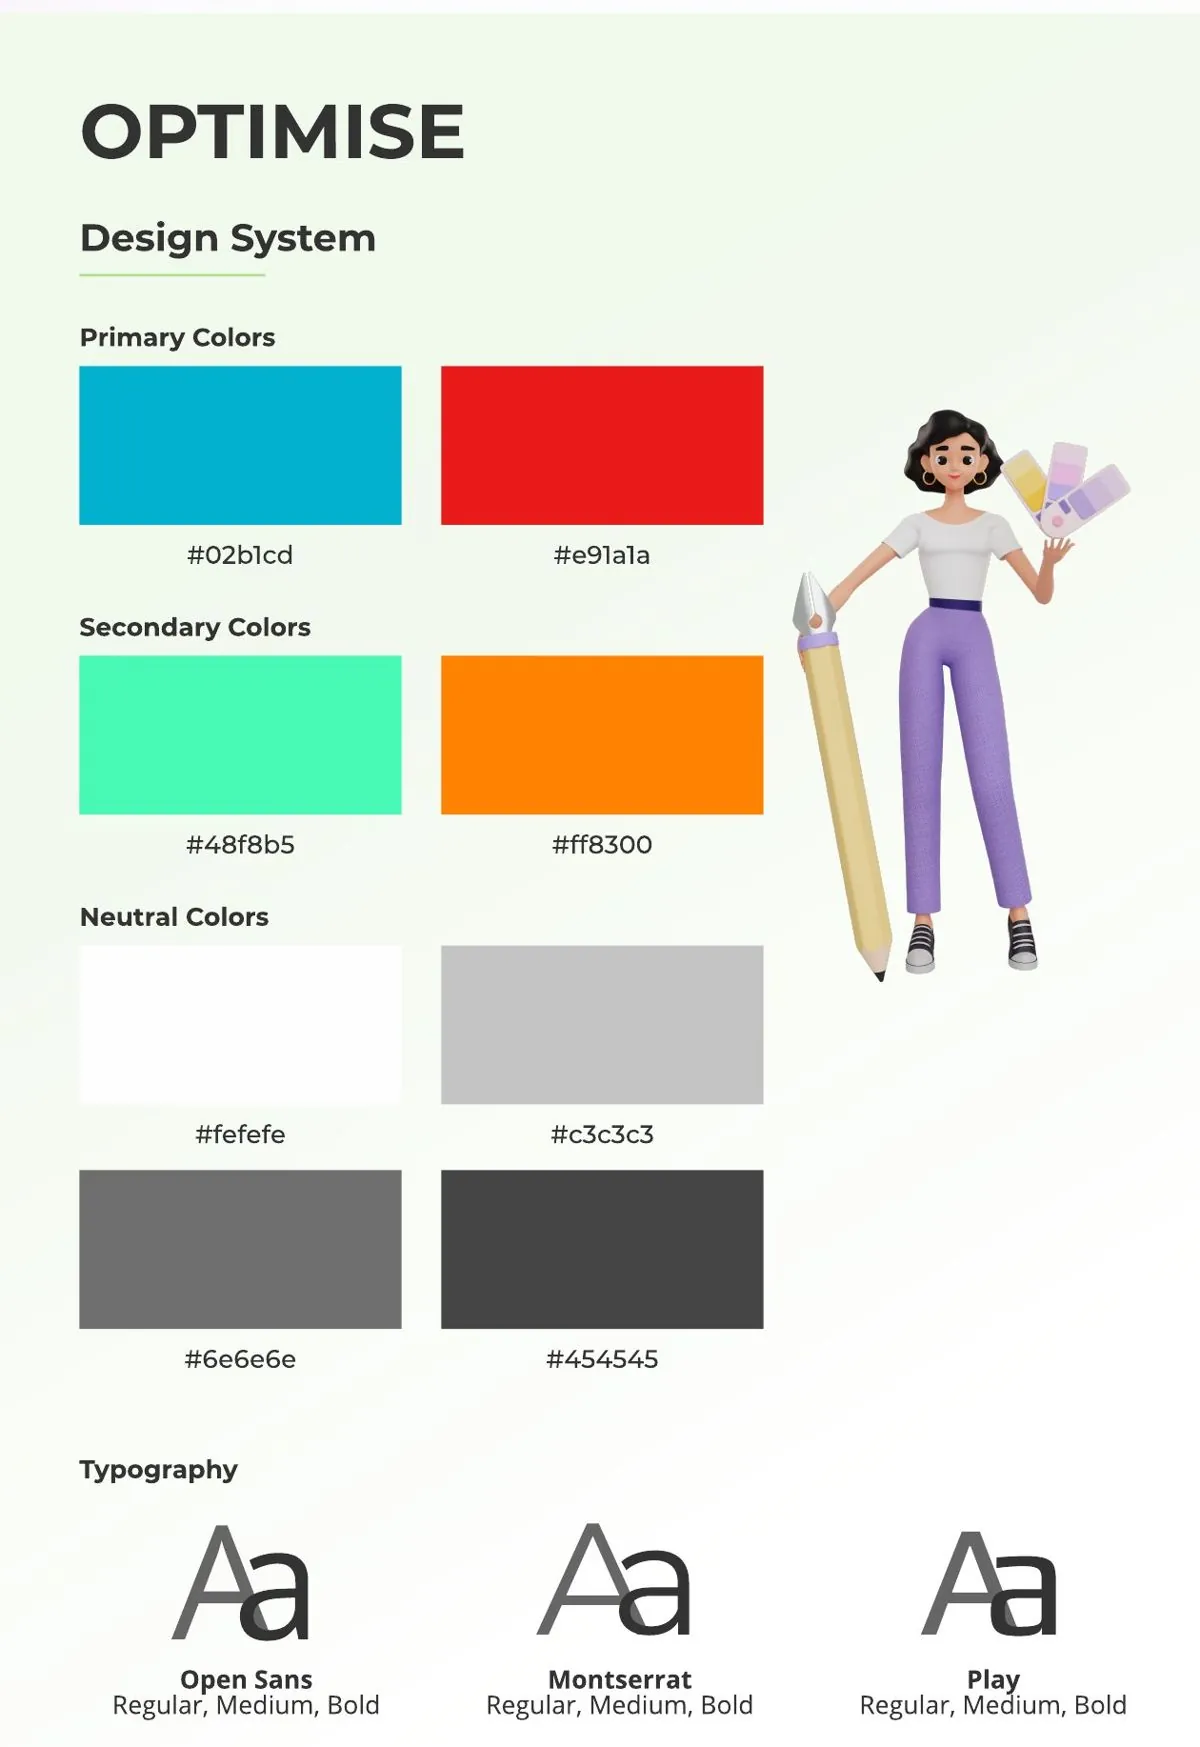 OPTIMISE
Design System
Primary Colors
#02b1cd
#e91a1a
Secondary Colors
#48f8b5
#ff8300
Neutral Colors
#fefefe
#c3c3c3
#6e6e6e
#454545
Typography
Aa
Aa
Aa
Open Sans
Regular, Medium, Bold
Montserrat
Regular, Medium, Bold
Play
Regular, Medium, Bold